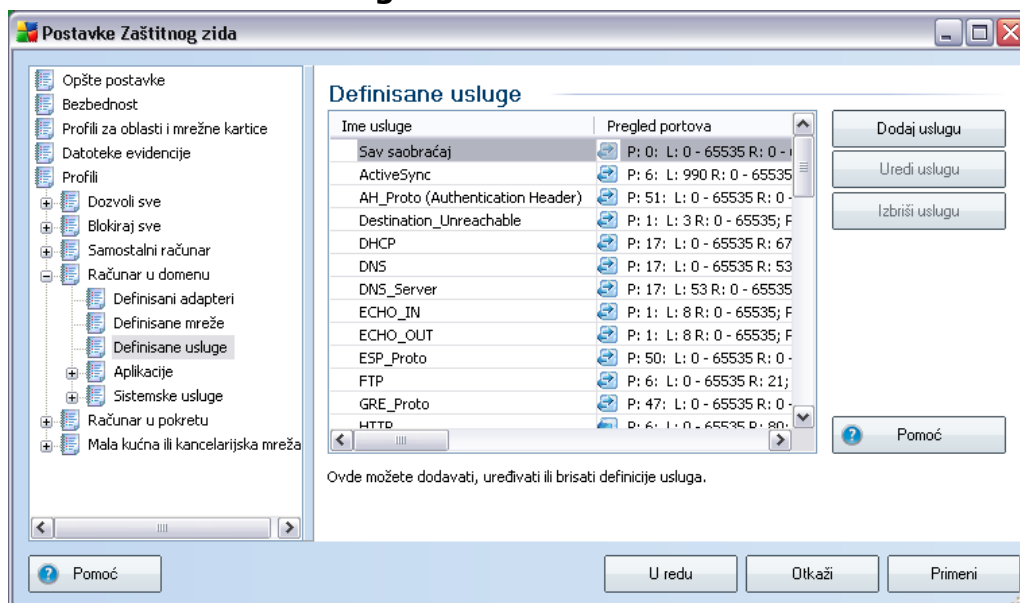 Postavke Zaštitnog zida
Opšte postavke
Bezbednost
Profili za oblasti i mrežne kartice
Datoteke evidencije
Profili
Dozvoli sve
Blokiraj sve
Samostalni računar
Računar u domenu
Definisani adapteri
Definisane mreže
Definisane usluge
Aplikacije
Sistemske usluge
Računar u pokretu
Mala kućna ili kancelarijska mreža
Definisane usluge
Ime usluge Pregled portova
Sav saobraćaj P: 0: L: 0 - 65535 R: 0 -
ActiveSync P: 6: L: 990 R: 0 - 65535
AH_Proto (Authentication Header) P: 51: L: 0 - 65535 R: 0 -
Destination_Unreachable P: 1: L: 3 R: 0 - 65535; P
DHCP P: 17: L: 0 - 65535 R: 67
DNS P: 17: L: 0 - 65535 R: 53
DNS_Server P: 17: L: 53 R: 0 - 65535
ECHO_IN P: 1: L: 8 R: 0 - 65535; P
ECHO_OUT P: 1: L: 8 R: 0 - 65535; P
ESP_Proto P: 50: L: 0 - 65535 R: 0 -
FTP P: 6: L: 0 - 65535 R: 21;
GRE_Proto P: 47: L: 0 - 65535 R: 0 -
HTTP P: 6: L: 0 - 65535 R: 80;
Dodaj uslugu
Uredi uslugu
Izbriši uslugu
Pomoć
Ovde možete dodavati, uređivati ili brisati definicije usluga.
Pomoć
U redu
Otkaži
Primeni